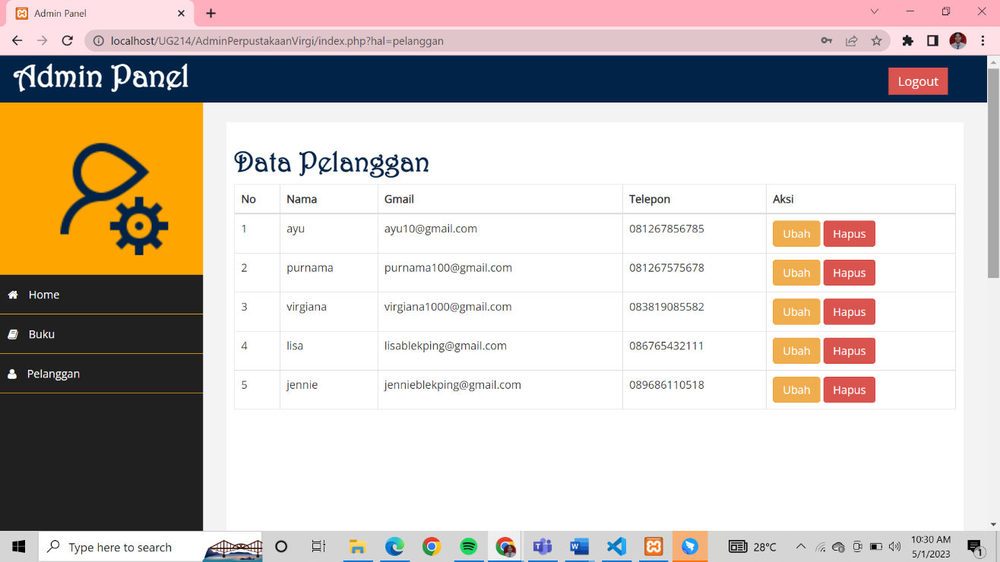 Admin Panel
localhost/UG214/AdminPerpustakaanVirgi/index.php?hal=pelanggan
Admin Panel
Logout
Home
Buku
Pelanggan
Data Pelanggan
No Nama Gmail Telepon Aksi
1 ayu ayu10@gmail.com 081267856785 Ubah Hapus
2 purnama purnama100@gmail.com 081267575678 Ubah Hapus
3 virgiana virgiana1000@gmail.com 083819085582 Ubah Hapus
4 lisa lisablekping@gmail.com 086765432111 Ubah Hapus
5 jennie jennieblekping@gmail.com 089686110518 Ubah Hapus
Type here to search
28°C
10:30 AM
5/1/2023
1